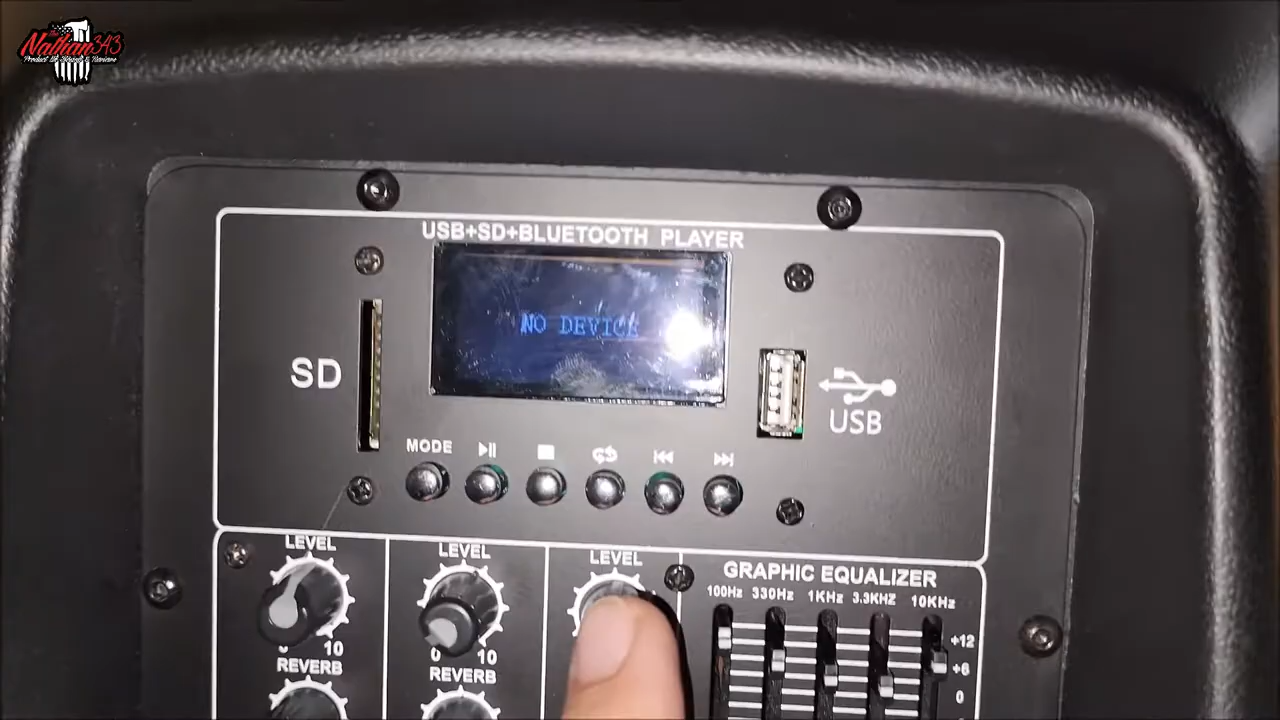 Nathan343
USB+SD+BLUETOOTH PLAYER
NO DEVICE
SD
USB
MODE
LEVEL
LEVEL
LEVEL
0
10
0
10
REVERB
REVERB
GRAPHIC EQUALIZER
100Hz 330Hz 1KHz 3.3KHZ 10KHz
+12
+6
0